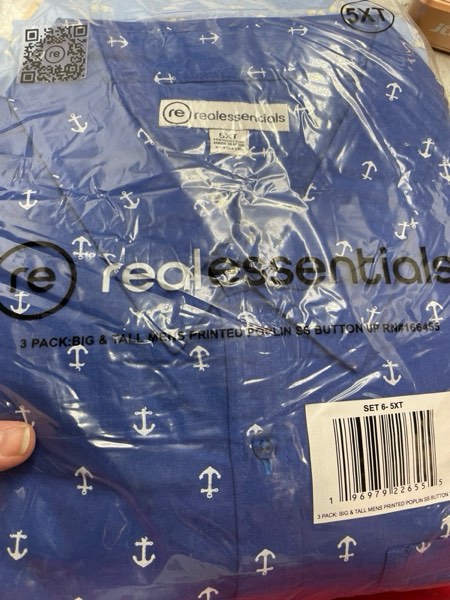 5XT
re
re realessentials
5XT
re realessentials
3 PACK:BIG & TALL MENS PRINTED POPLIN SS BUTTON UP RN#166455
SET 6- 5XT
1 96979 22655 5
3 PACK: BIG & TALL MENS PRINTED POPLIN SS BUTTON